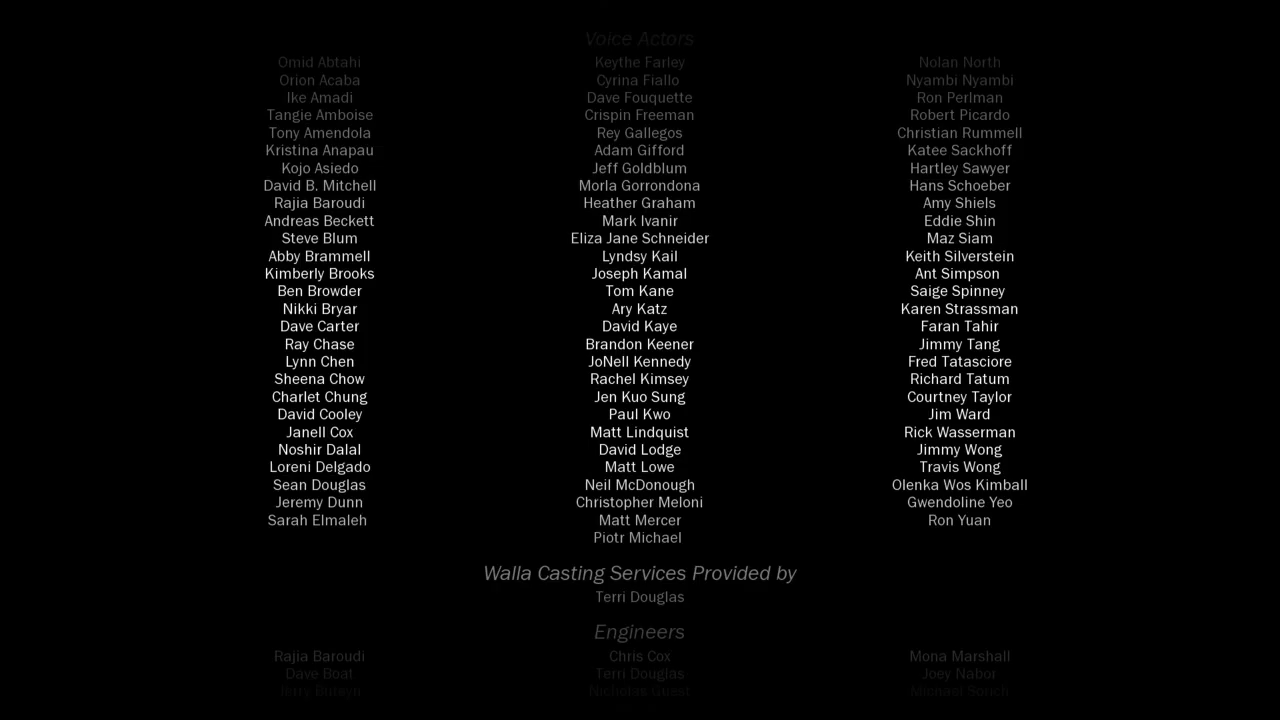 Voice Actors
Omid Abtahi
Orion Acaba
Ike Amadi
Tangie Amboise
Tony Amendola
Kristina Anapau
Kojo Asiedo
David B. Mitchell
Rajia Baroudi
Andreas Beckett
Steve Blum
Abby Brammell
Kimberly Brooks
Ben Browder
Nikki Bryar
Dave Carter
Ray Chase
Lynn Chen
Sheena Chow
Charlet Chung
David Cooley
Janell Cox
Noshir Dalal
Loreni Delgado
Sean Douglas
Jeremy Dunn
Sarah Elmaleh
Keythe Farley
Cyrina Fiallo
Dave Fouquette
Crispin Freeman
Rey Gallegos
Adam Gifford
Jeff Goldblum
Morla Gorrondona
Heather Graham
Mark Ivanir
Eliza Jane Schneider
Lyndsy Kail
Joseph Kamal
Tom Kane
Ary Katz
David Kaye
Brandon Keener
JoNell Kennedy
Rachel Kimsey
Jen Kuo Sung
Paul Kwo
Matt Lindquist
David Lodge
Matt Lowe
Neil McDonough
Christopher Meloni
Matt Mercer
Piotr Michael
Nolan North
Nyambi Nyambi
Ron Perlman
Robert Picardo
Christian Rummell
Katee Sackhoff
Hartley Sawyer
Hans Schoeber
Amy Shiels
Eddie Shin
Maz Siam
Keith Silverstein
Ant Simpson
Saige Spinney
Karen Strassman
Faran Tahir
Jimmy Tang
Fred Tatasciore
Richard Tatum
Courtney Taylor
Jim Ward
Rick Wasserman
Jimmy Wong
Travis Wong
Olenka Wos Kimball
Gwendoline Yeo
Ron Yuan
Walla Casting Services Provided by
Terri Douglas
Engineers
Rajia Baroudi
Dave Boat
Chris Cox
Terri Douglas
Nicholas Guest
Mona Marshall
Joey Nabor
Michael Sorich